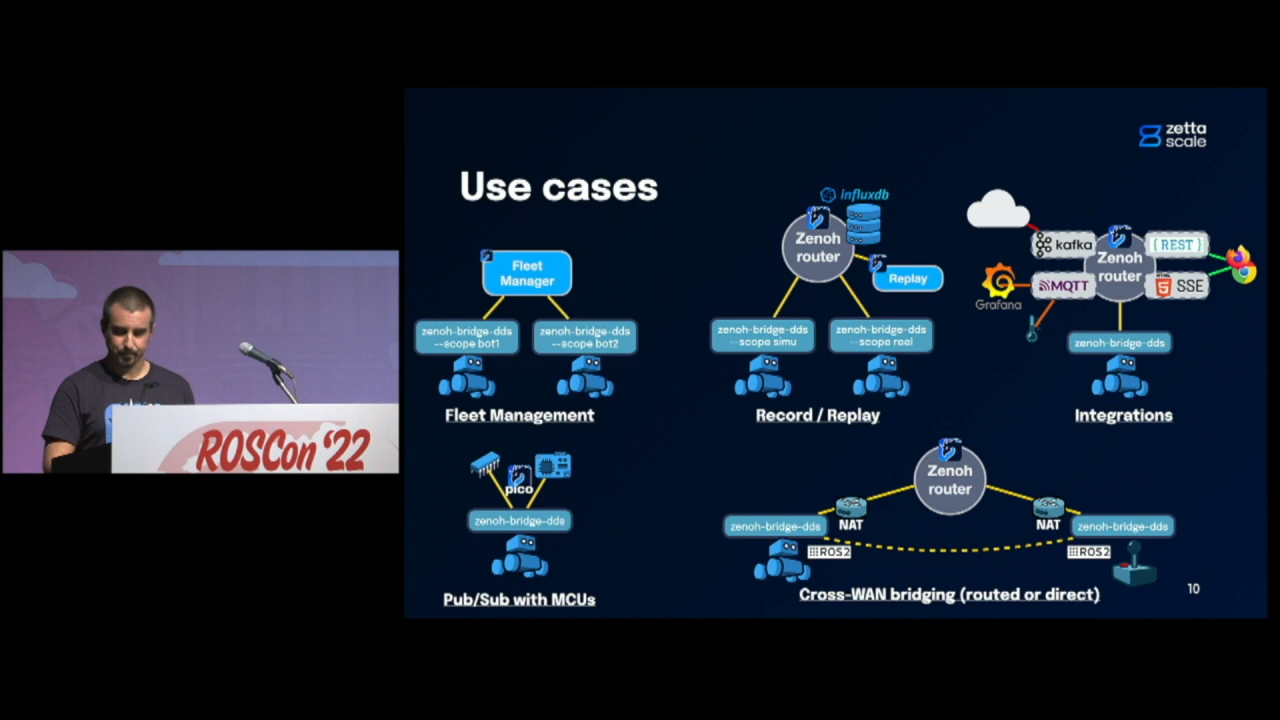 zetta
scale
Use cases
Fleet
Manager
zenoh-bridge-dds
--scope bot1
zenoh-bridge-dds
--scope bot2
Fleet Management
influxdb
Zenoh
router
Replay
zenoh-bridge-dds
--scope simu
zenoh-bridge-dds
--scope real
Record / Replay
kafka
{ REST }
Zenoh
router
MQTT
HTML
5
SSE
Grafana
zenoh-bridge-dds
Integrations
pico
zenoh-bridge-dds
Pub/Sub with MCUs
Zenoh
router
NAT
NAT
zenoh-bridge-dds
zenoh-bridge-dds
ROS2
ROS2
Cross-WAN bridging (routed or direct)
10
ROSCon '22